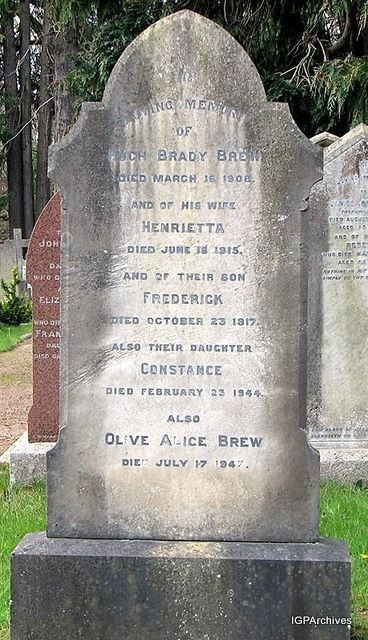 IN
LOVING MEMORY
OF
HUGH BRADY BREW
DIED MARCH 16 1908.
AND OF HIS WIFE
HENRIETTA
DIED JUNE 18 1915.
AND OF THEIR SON
FREDERICK
DIED OCTOBER 23 1917.
ALSO THEIR DAUGHTER
CONSTANCE
DIED FEBRUARY 23 1944.
ALSO
OLIVE ALICE BREW
DIED JULY 17 1947.
IGPArchives